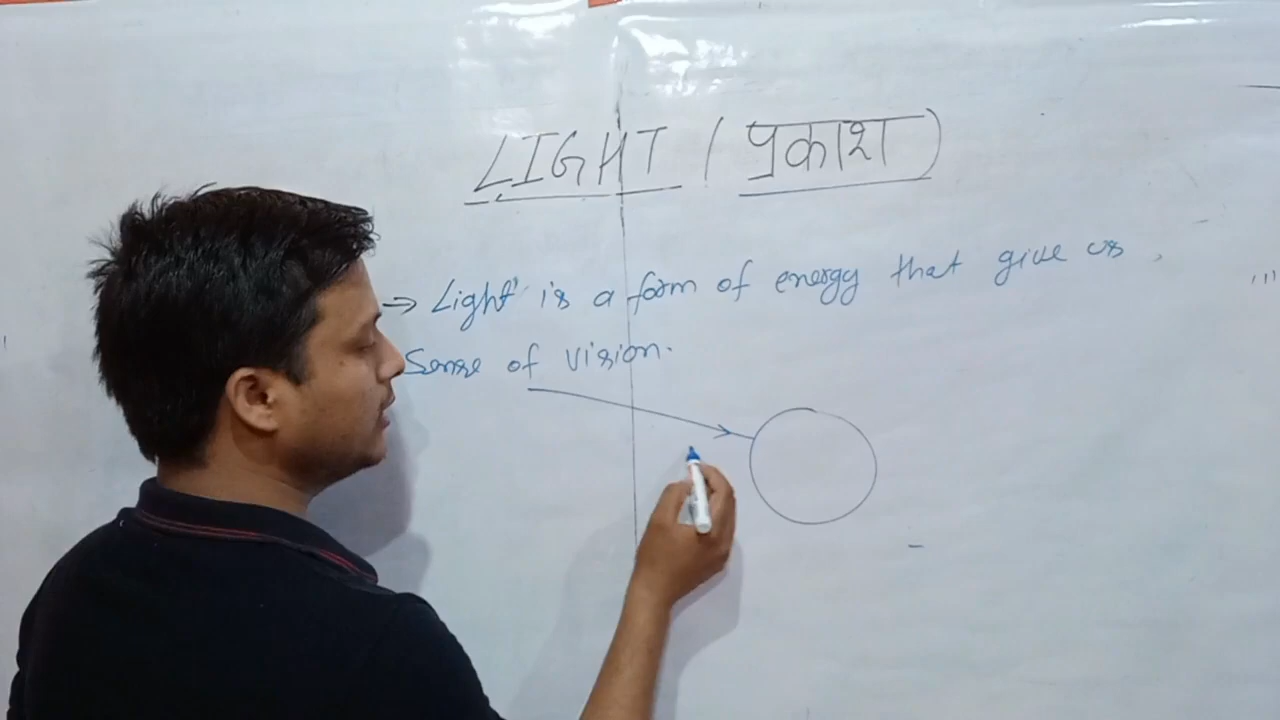 LIGHT (प्रकाश)
⇒ Light is a form of energy that give us
Sense of vision.